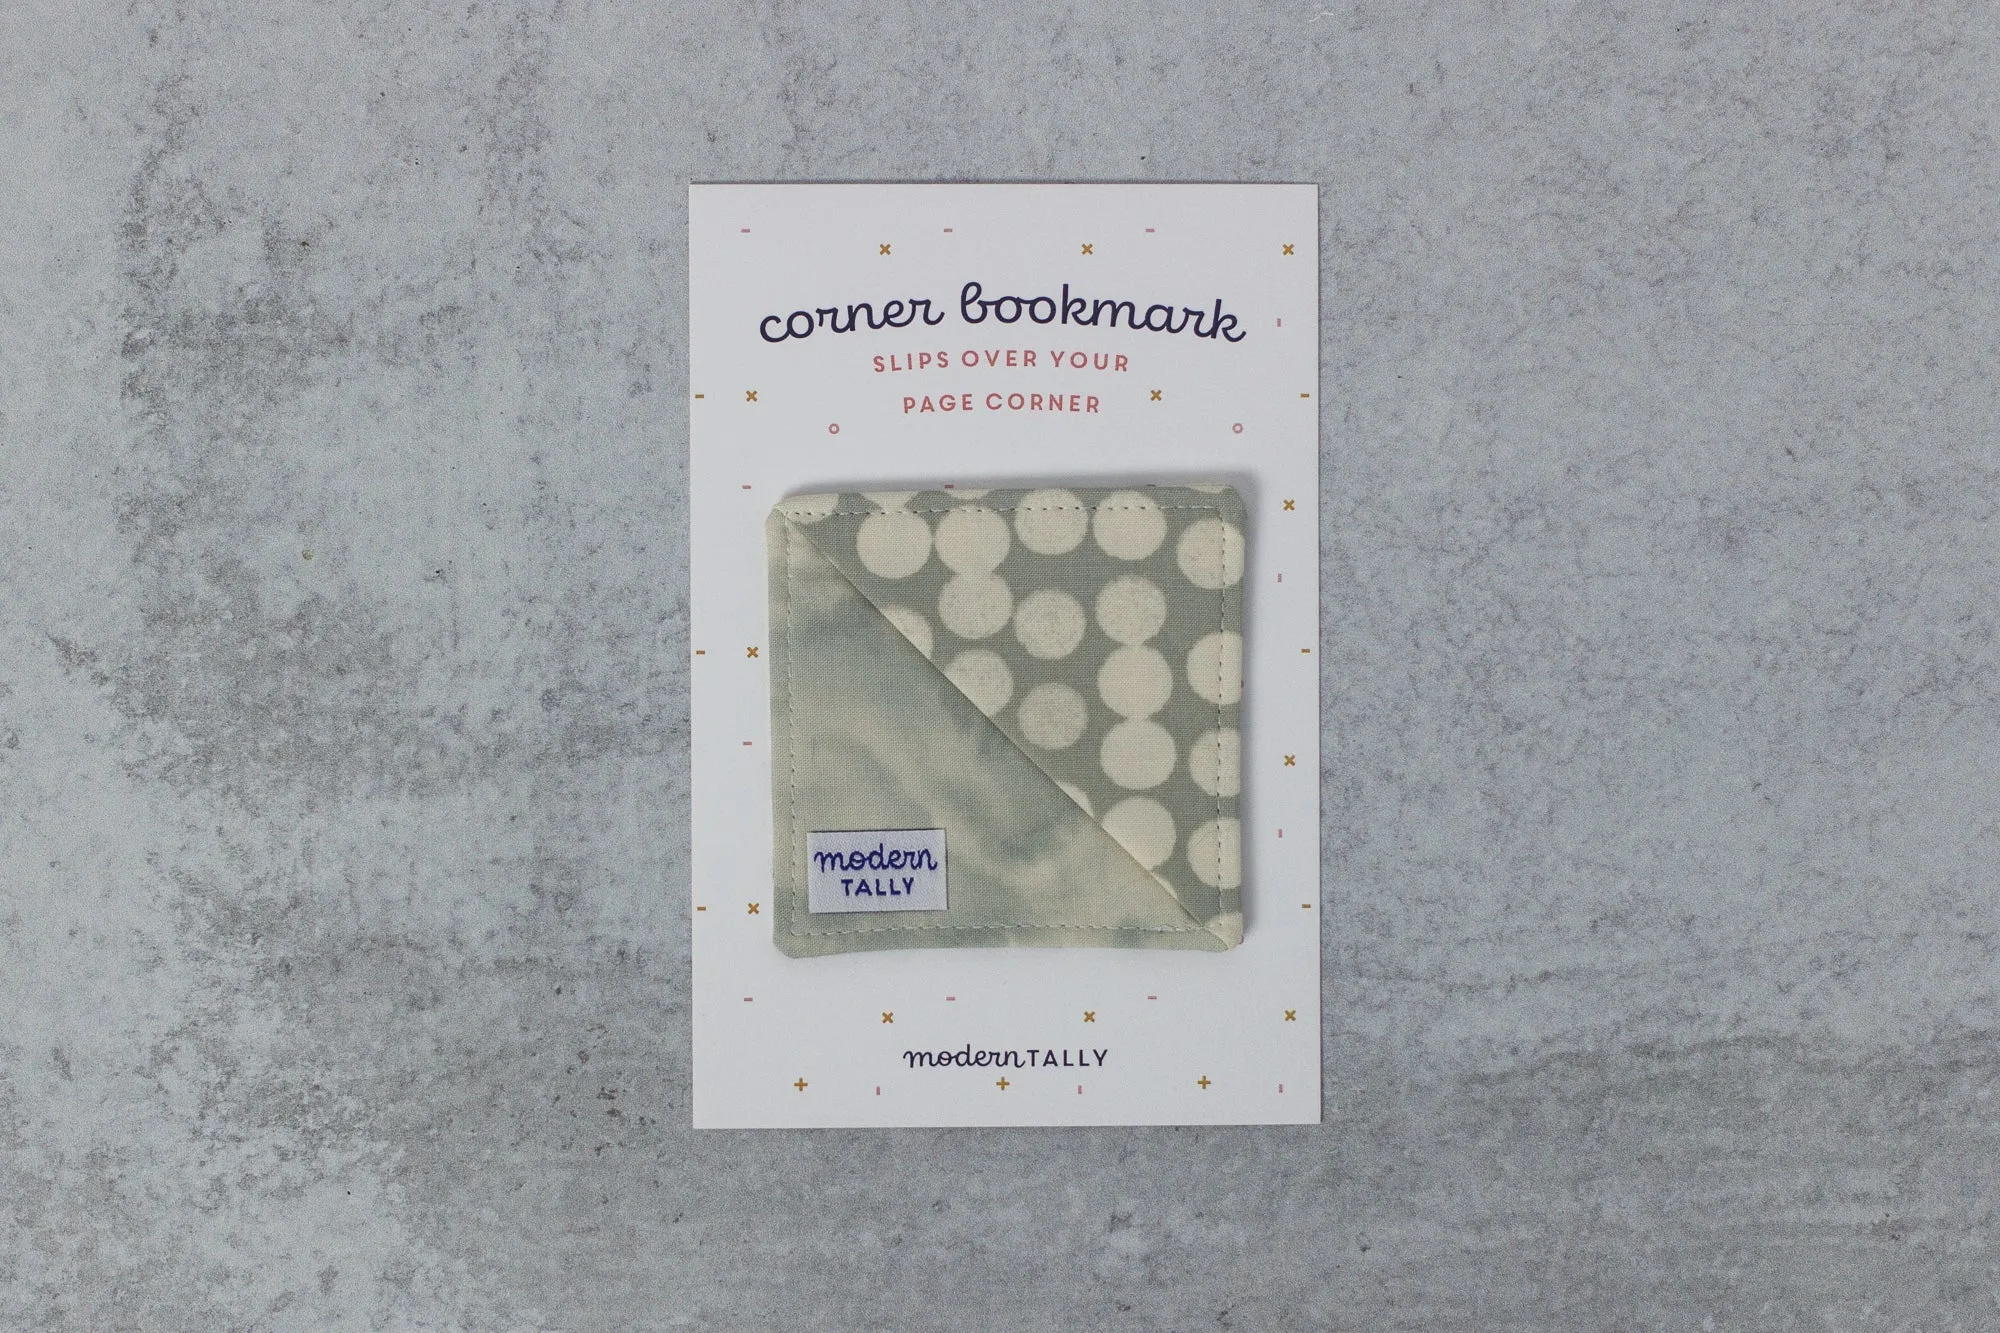 corner bookmark
SLIPS OVER YOUR
PAGE CORNER
modern
TALLY
modernTALLY